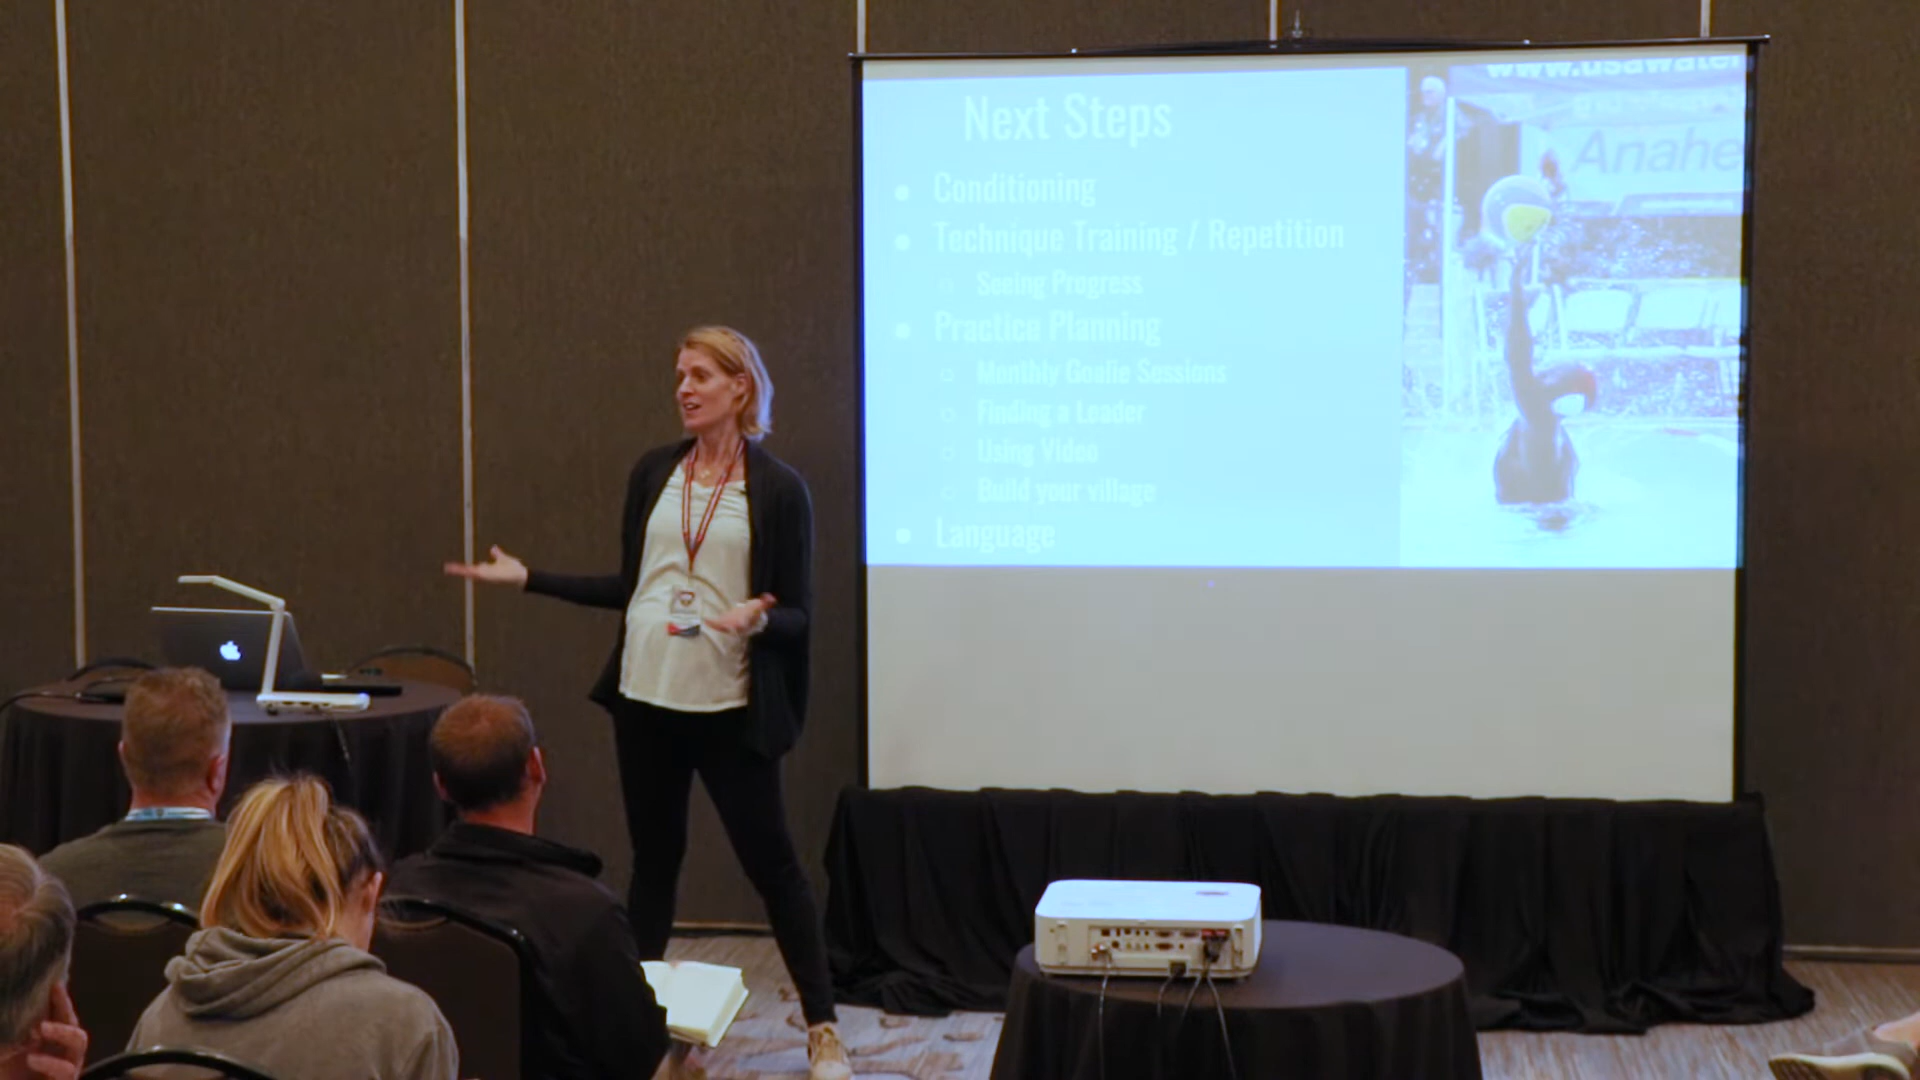 Next Steps
Conditioning
Technique Training / Repetition
Seeing Progress
Practice Planning
Monthly Goalie Sessions
Finding a Leader
Using Video
Build your village
Language
www.usawater
Anahe